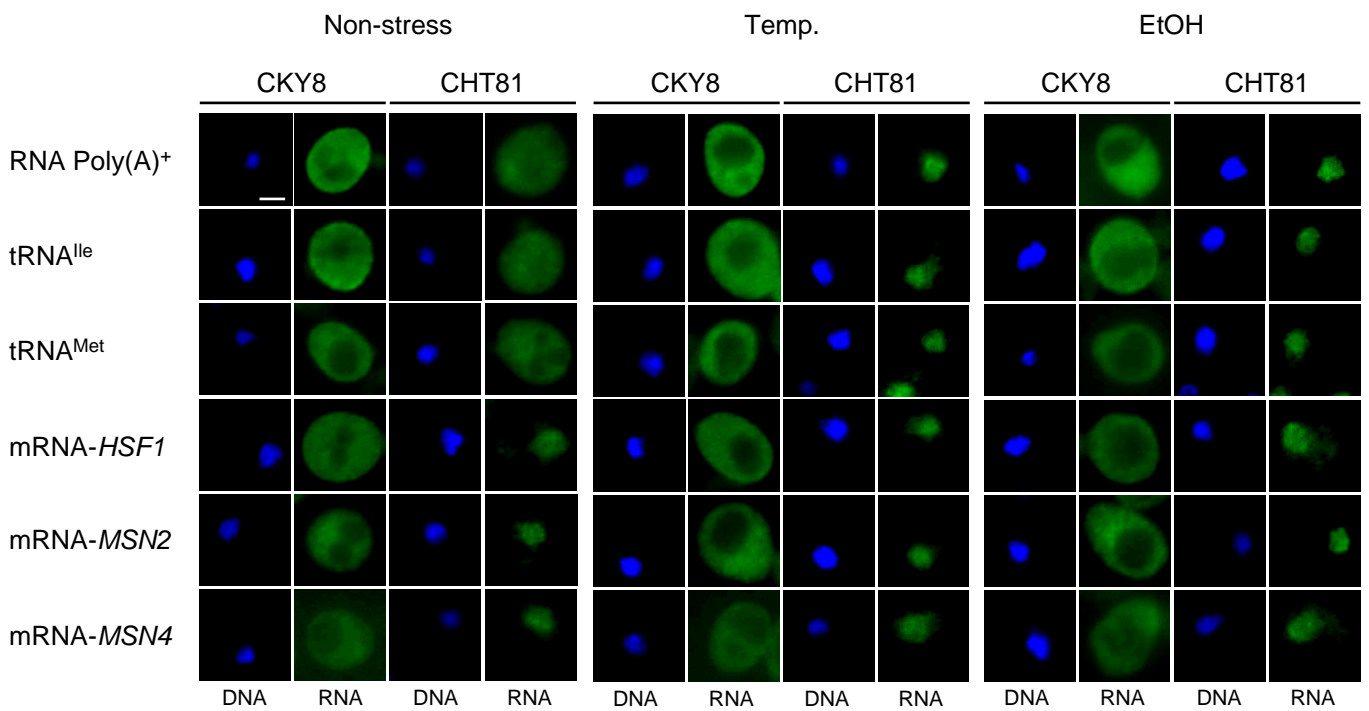 Non-stress Temp. EtOH
CKY8 CHT81 CKY8 CHT81 CKY8 CHT81
RNA Poly(A)⁺
tRNAᴵˡᵉ
tRNAᴹᵉᵗ
mRNA-HSF1
mRNA-MSN2
mRNA-MSN4
DNA RNA DNA RNA DNA RNA DNA RNA DNA RNA DNA RNA